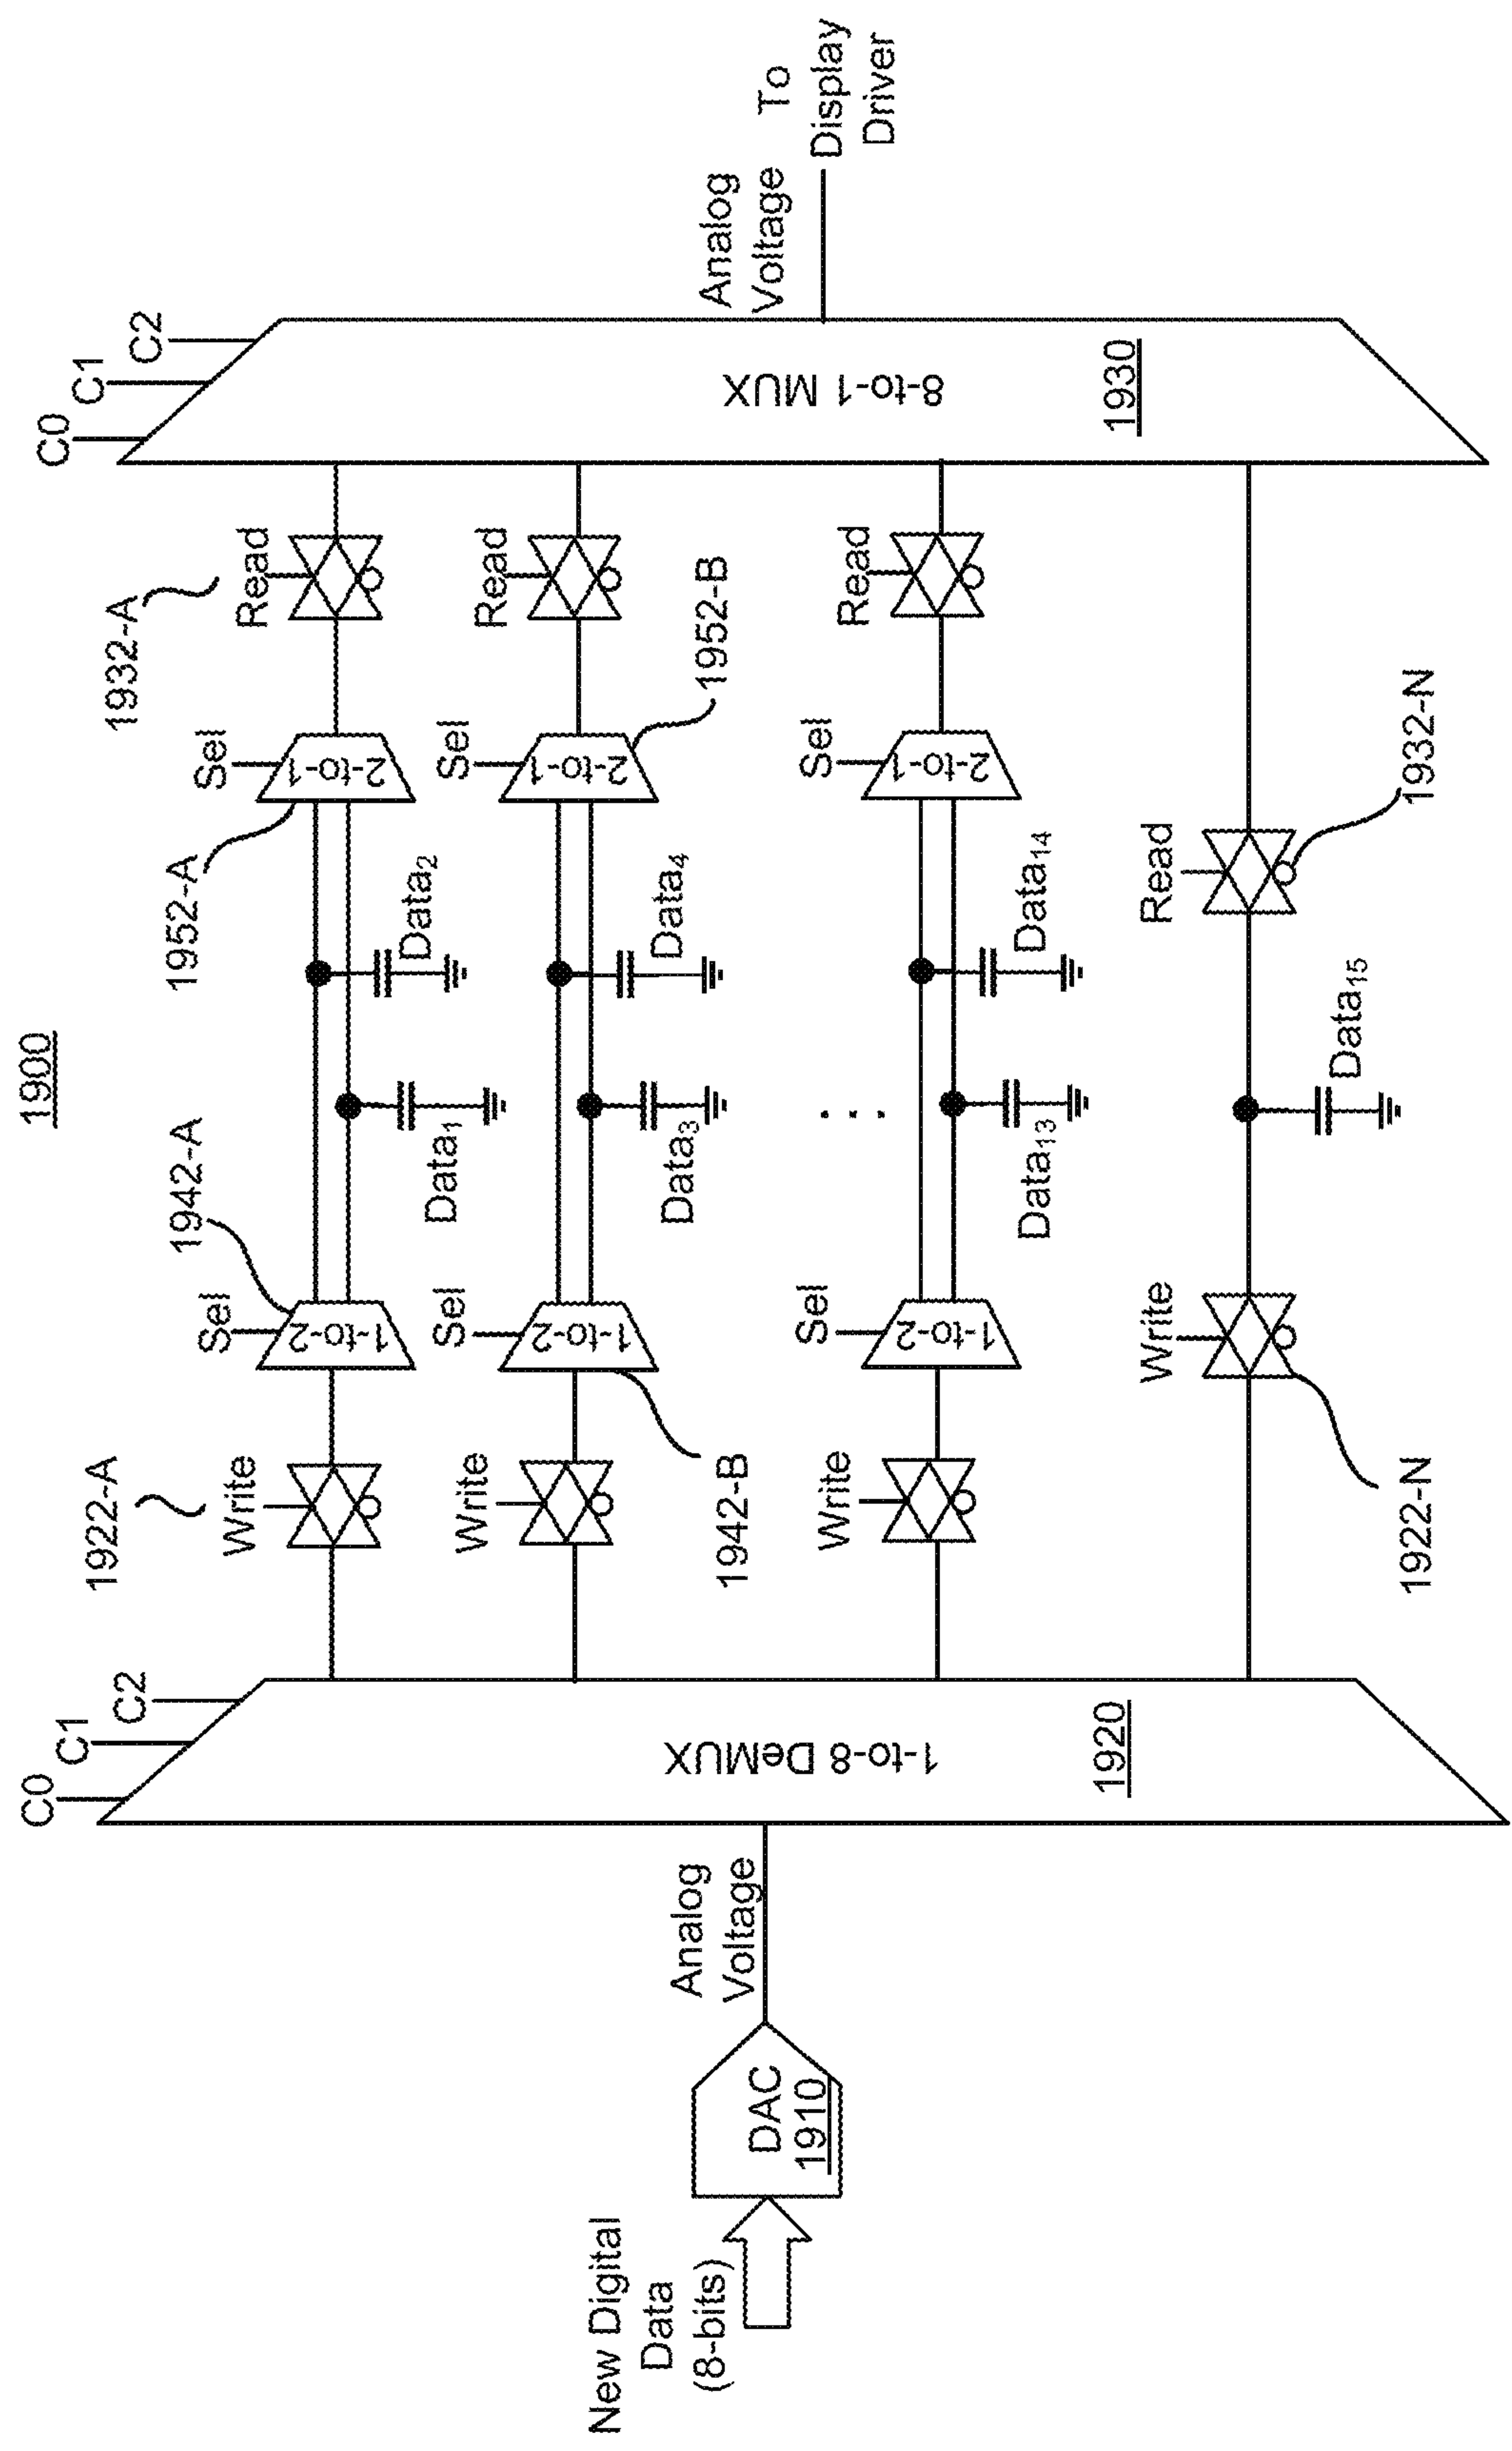 1900
New Digital
Data
(8-bits)
DAC
1910
Analog
Voltage
C0
C1
C2
1-to-8 DeMUX
1920
1922-A
Write
Sel
1942-A
1-to-2
Data1
Data2
1952-A
Sel
2-to-1
1932-A
Read
Write
Sel
1-to-2
1942-B
Data3
Data4
Sel
2-to-1
1952-B
Read
Write
Sel
1-to-2
Data13
Data14
Sel
2-to-1
Read
. . .
Write
1922-N
Data15
Read
1932-N
C0
C1
C2
8-to-1 MUX
1930
Analog
Voltage
To
Display
Driver